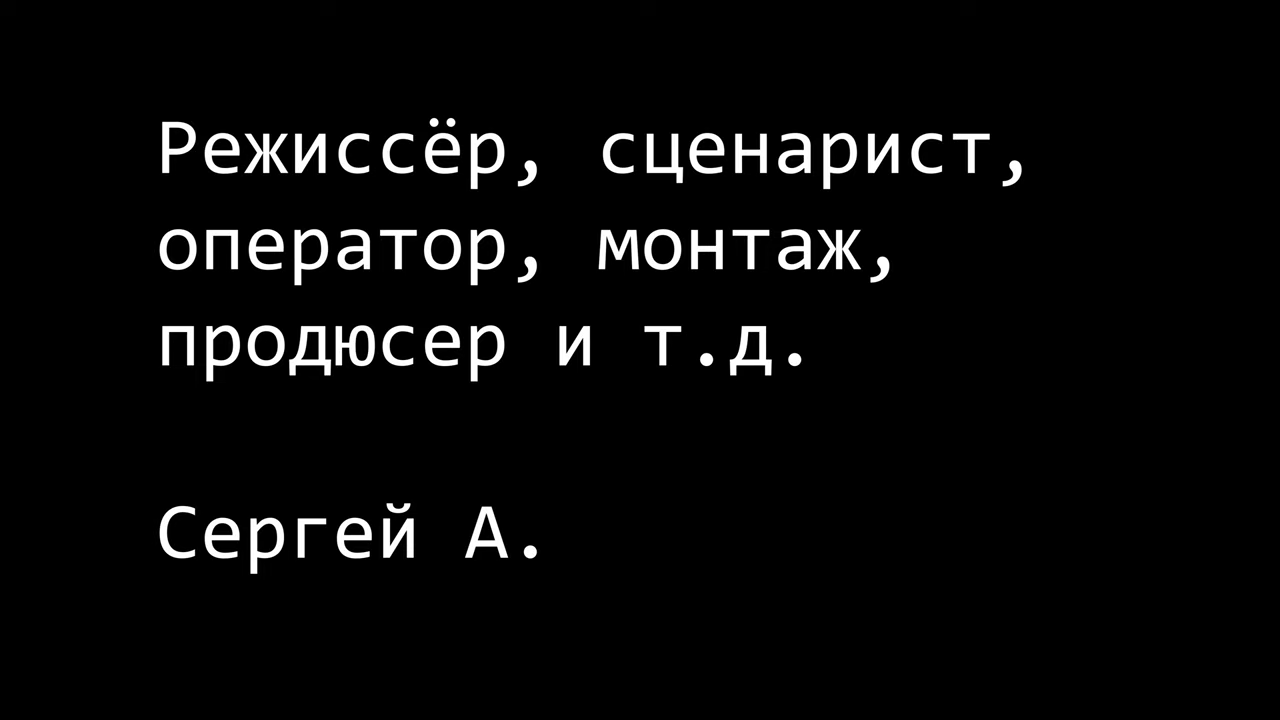 Режиссёр, сценарист,
оператор, монтаж,
продюсер и т.д.
Сергей А.